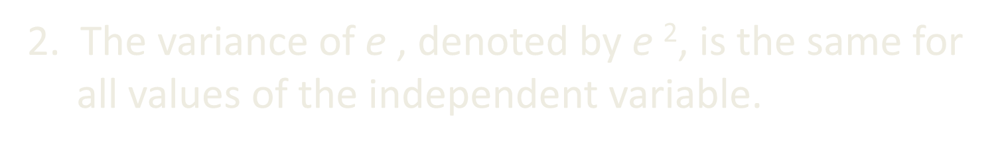 2. The variance of e , denoted by e ², is the same for
all values of the independent variable.